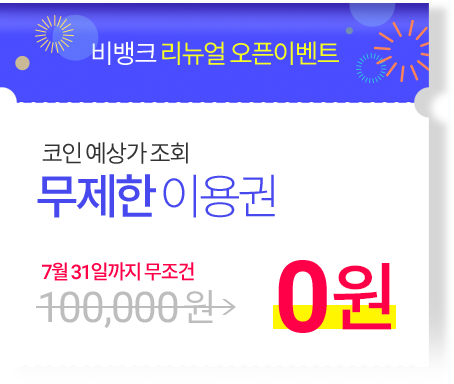 비뱅크 리뉴얼 오픈이벤트
코인 예상가 조회
무제한 이용권
7월 31일까지 무조건
100,000 원 >
0원